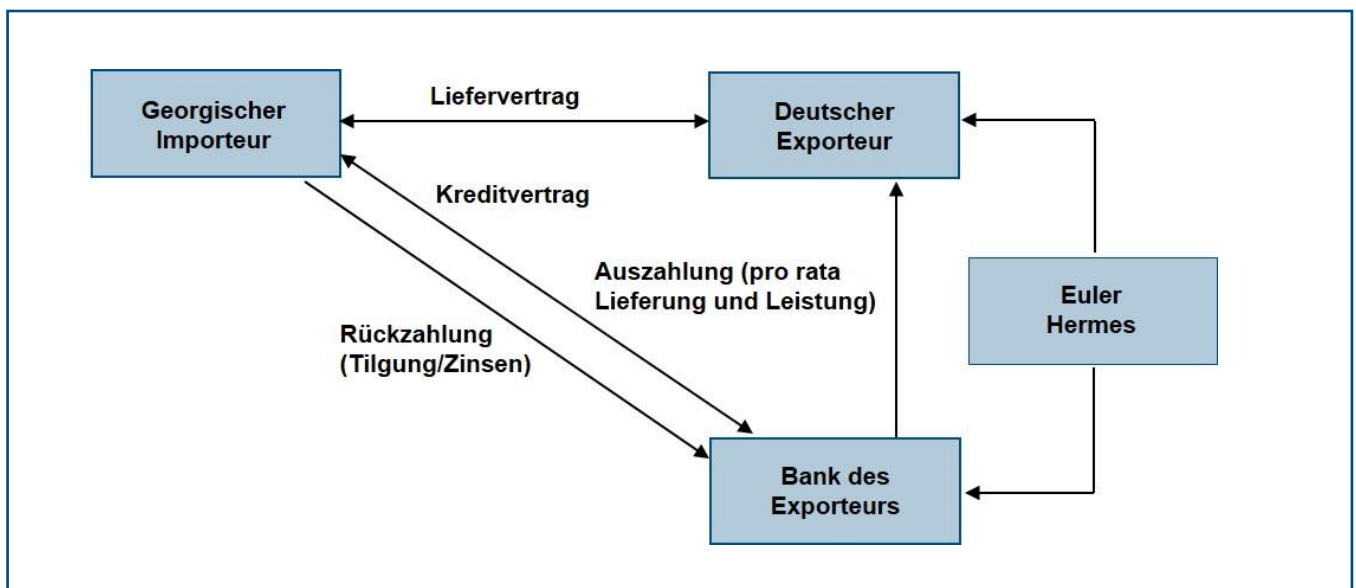 Georgischer
Importeur
Liefervertrag
Deutscher
Exporteur
Kreditvertrag
Auszahlung (pro rata
Lieferung und Leistung)
Euler
Hermes
Rückzahlung
(Tilgung/Zinsen)
Bank des
Exporteurs